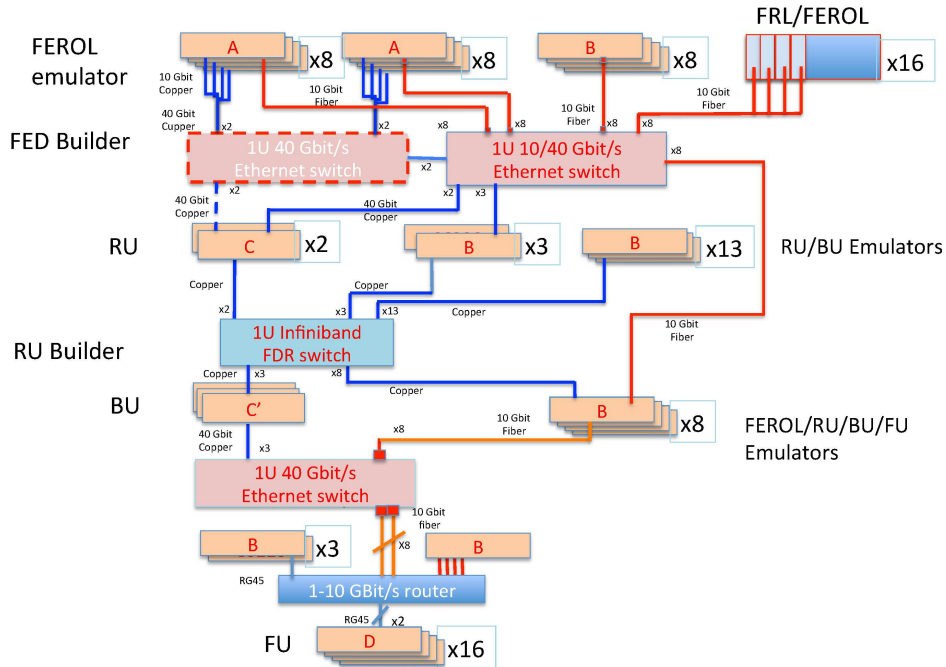 FRL/FEROL
FEROL
emulator
A
x8
A
x8
B
x8
x16
10 Gbit
Copper
10 Gbit
Fiber
10 Gbit
Fiber
10 Gbit
Fiber
40 Gbit
Cupper
x2
x2
x8
x8
x8
x8
FED Builder
1U 40 Gbit/s
Ethernet switch
x2
1U 10/40 Gbit/s
Ethernet switch
x8
x2
x2
x3
40 Gbit
Copper
40 Gbit
Copper
RU
C
x2
B
x3
B
x13
RU/BU Emulators
Copper
Copper
Copper
x2
x3
x13
10 Gbit
Fiber
RU Builder
1U Infiniband
FDR switch
Copper
x3
x8
Copper
BU
C’
B
x8
FEROL/RU/BU/FU
Emulators
40 Gbit
Copper
x3
x8
10 Gbit
Fiber
1U 40 Gbit/s
Ethernet switch
10 Gbit
fiber
B
x3
X8
B
RG45
1-10 GBit/s router
RG45
x2
FU
D
x16